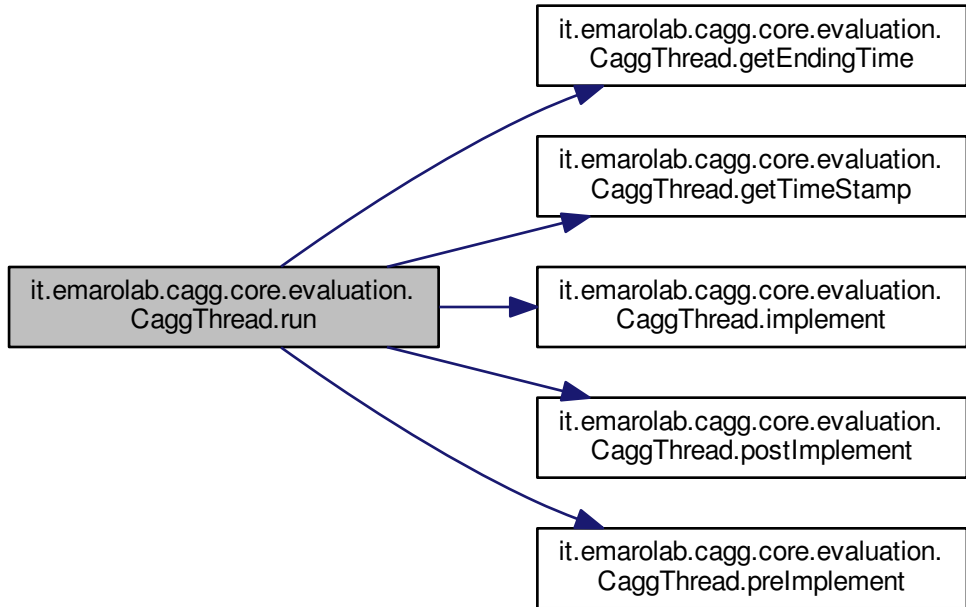 it.emarolab.cagg.core.evaluation.
CaggThread.getEndingTime
it.emarolab.cagg.core.evaluation.
CaggThread.getTimeStamp
it.emarolab.cagg.core.evaluation.
CaggThread.run
it.emarolab.cagg.core.evaluation.
CaggThread.implement
it.emarolab.cagg.core.evaluation.
CaggThread.postImplement
it.emarolab.cagg.core.evaluation.
CaggThread.preImplement